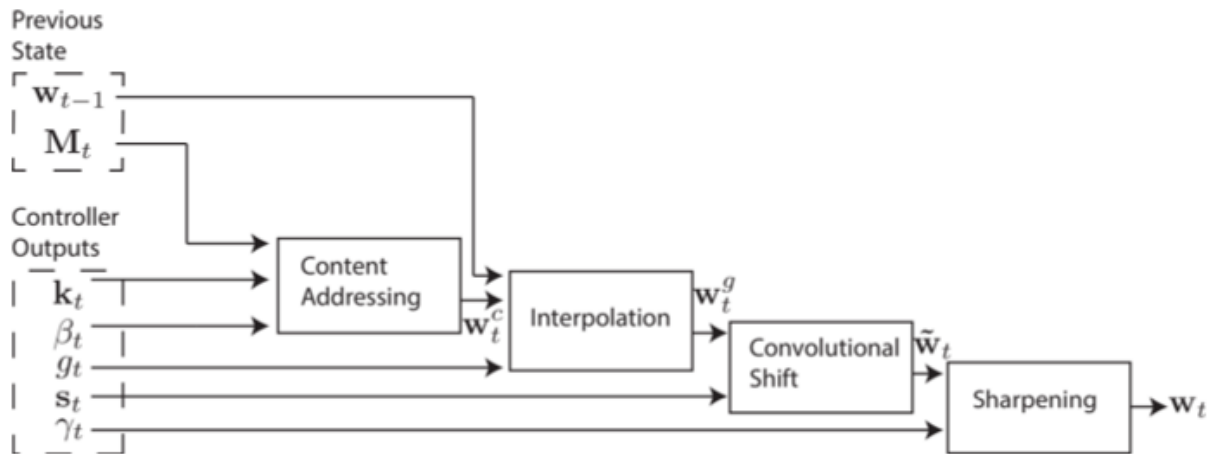 Previous
State
w_{t−1}
M_t
Controller
Outputs
k_t
β_t
g_t
s_t
γ_t
Content
Addressing
w_t^c
Interpolation
w_t^g
Convolutional
Shift
w̃_t
Sharpening
w_t